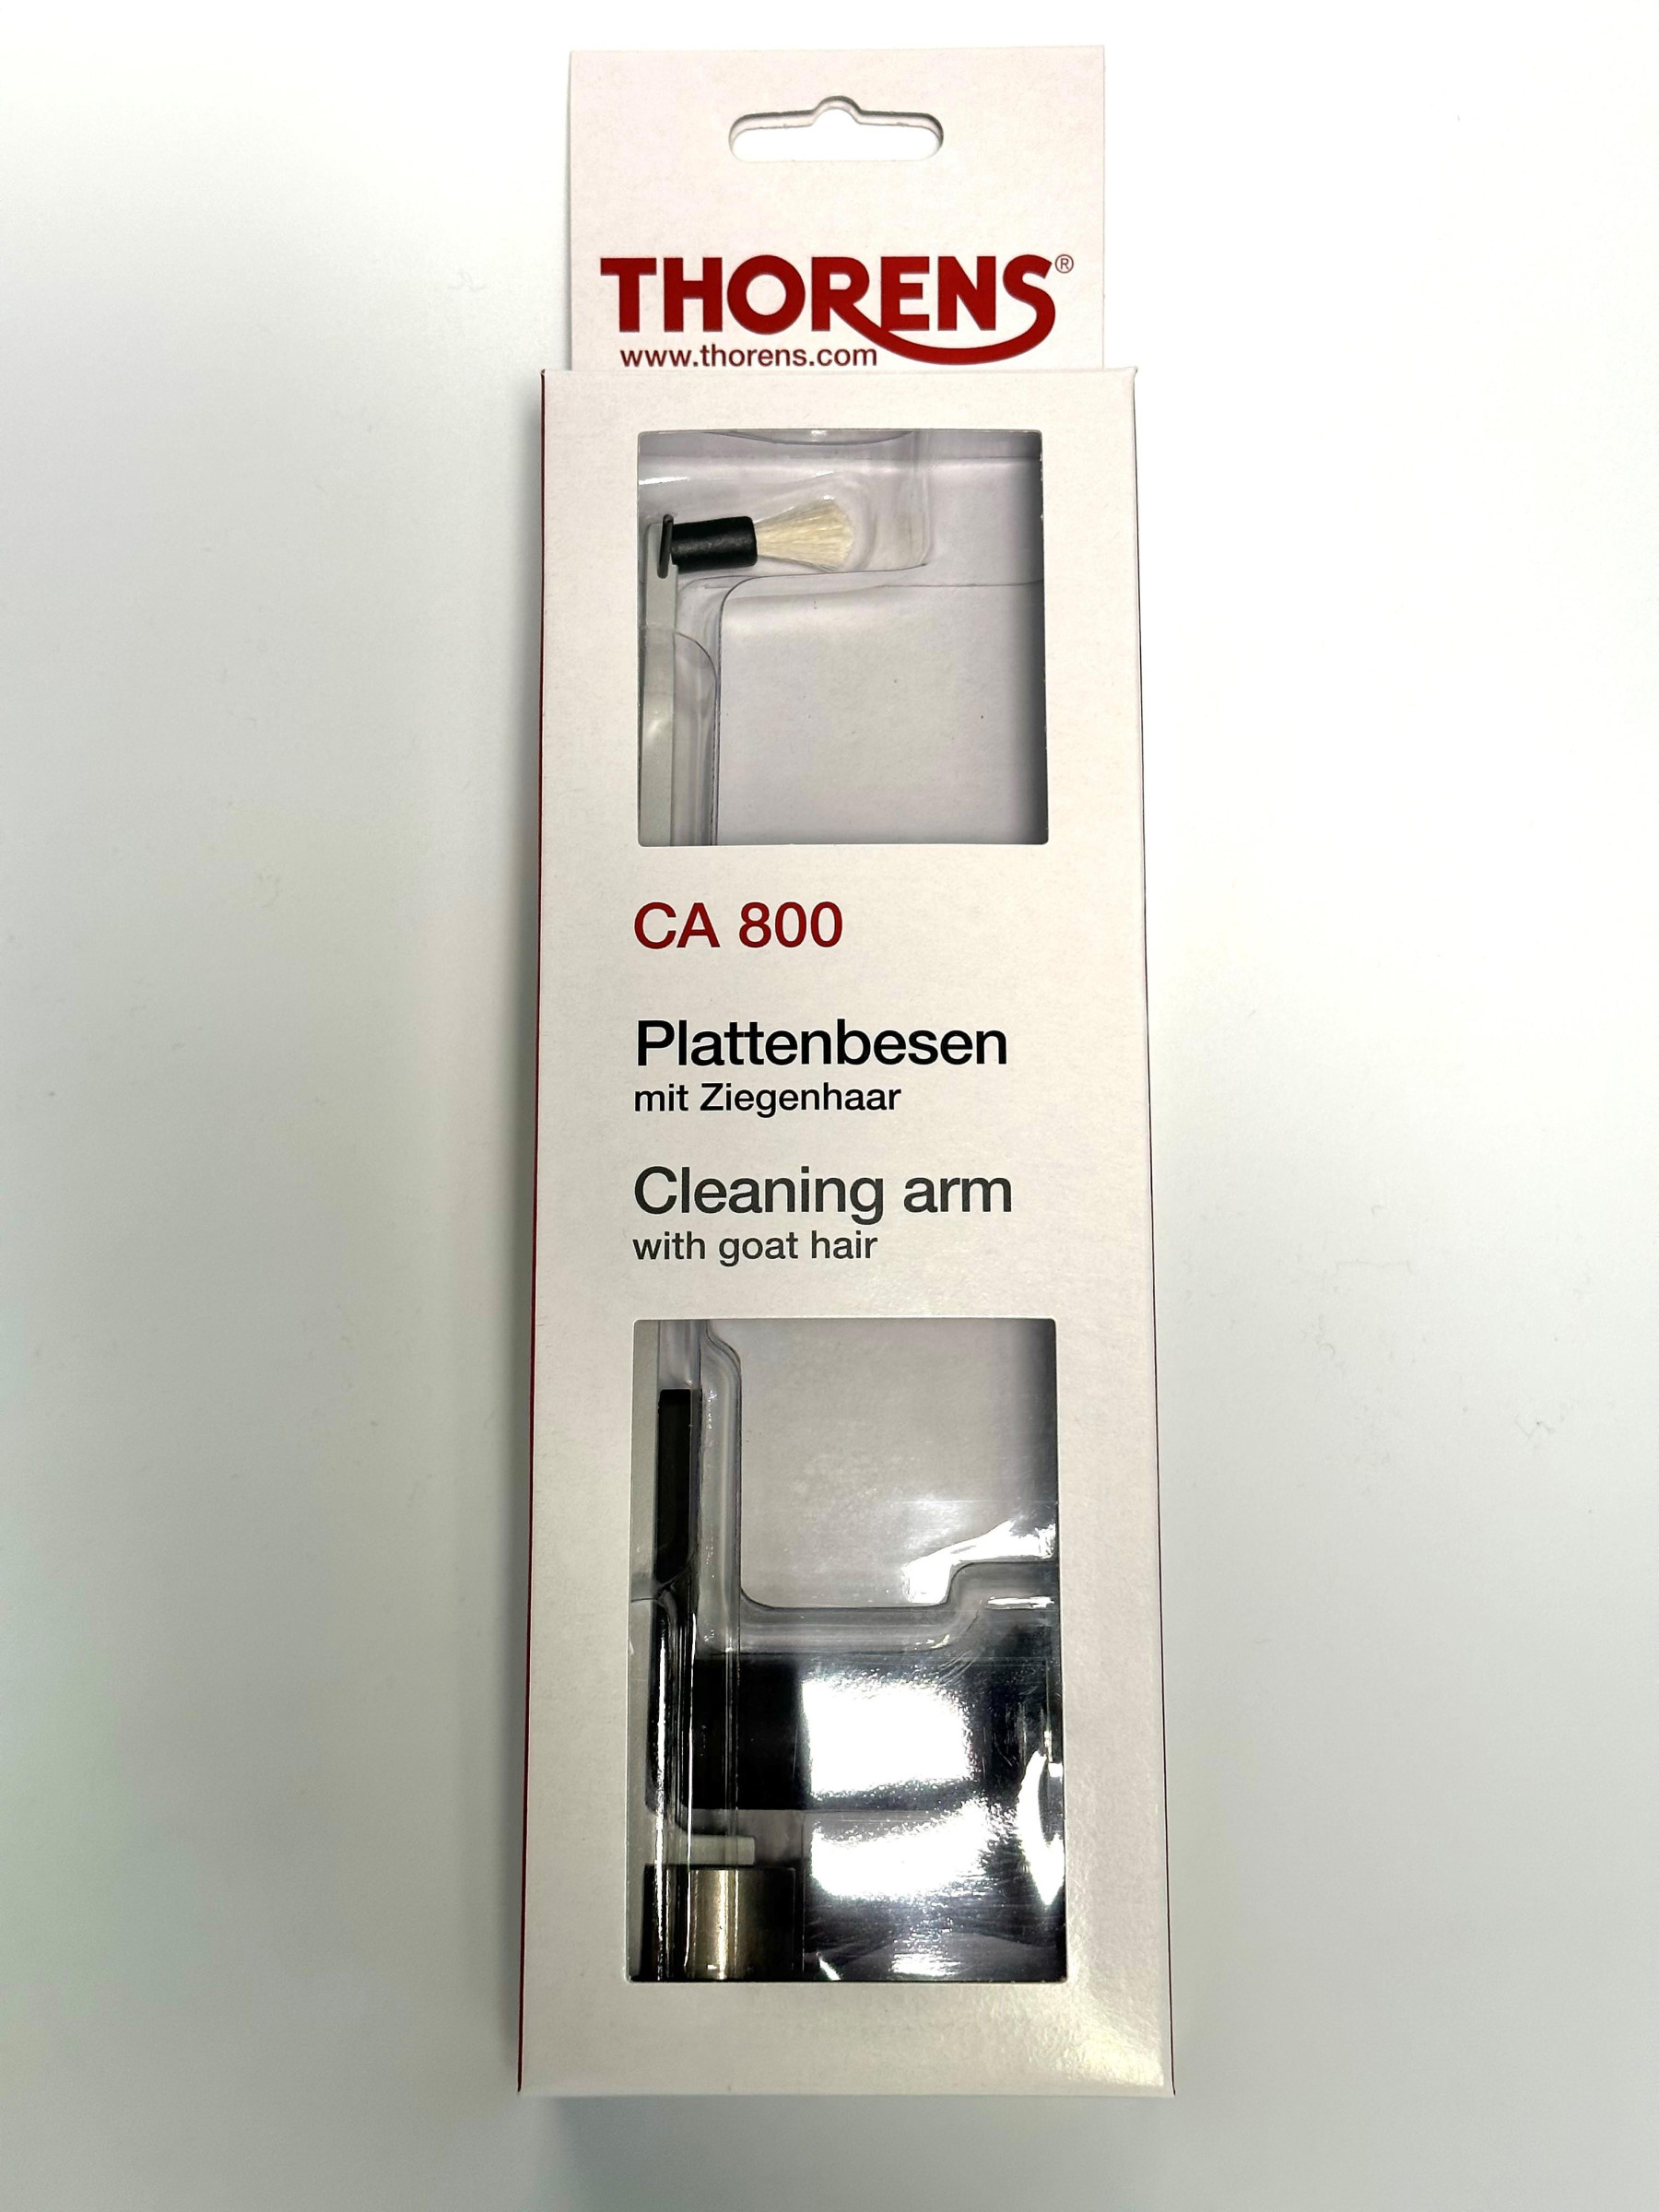 THORENS®
www.thorens.com
CA 800
Plattenbesen
mit Ziegenhaar
Cleaning arm
with goat hair